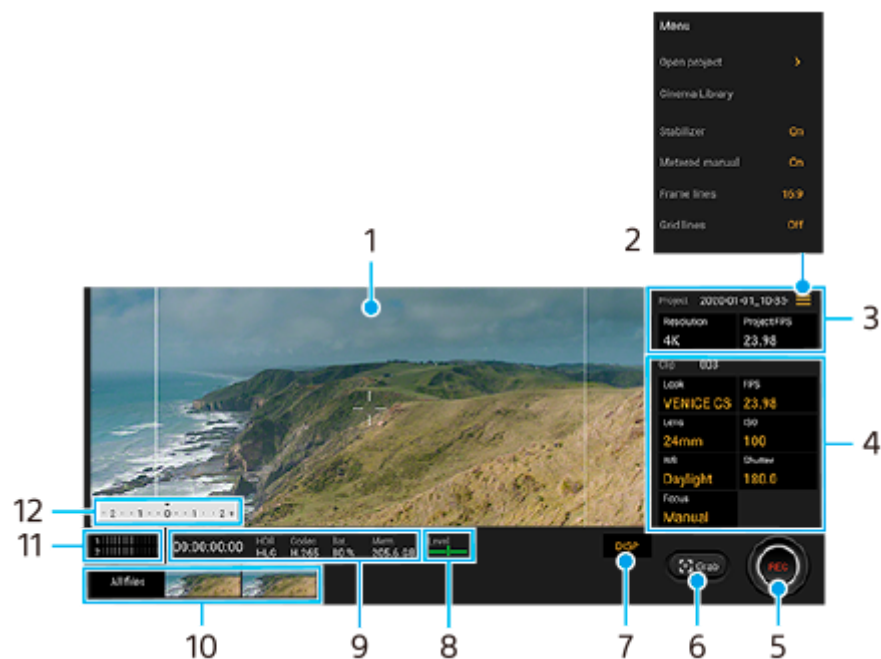 Menu
Open project >
Cinema Library
Stabilizer On
Metered manual On
Frame lines 16:9
Grid lines Off
2
1
Project 2020-01-01_10-33-
3
Resolution Project FPS
4K 23.98
Clip 003
Look FPS
VENICE CS 23.98
Lens ISO
24mm 100
4
WB Shutter
Daylight 180.0
Focus
Manual
12
- 2 · · 1 · · 0 · · 1 · · 2 +
11
00:00:00:00
HDR Codec Bat. Mem.
HLG H.265 80% 205.6 GB
Level
DISP
Grab
REC
All files
10 9 8 7 6 5